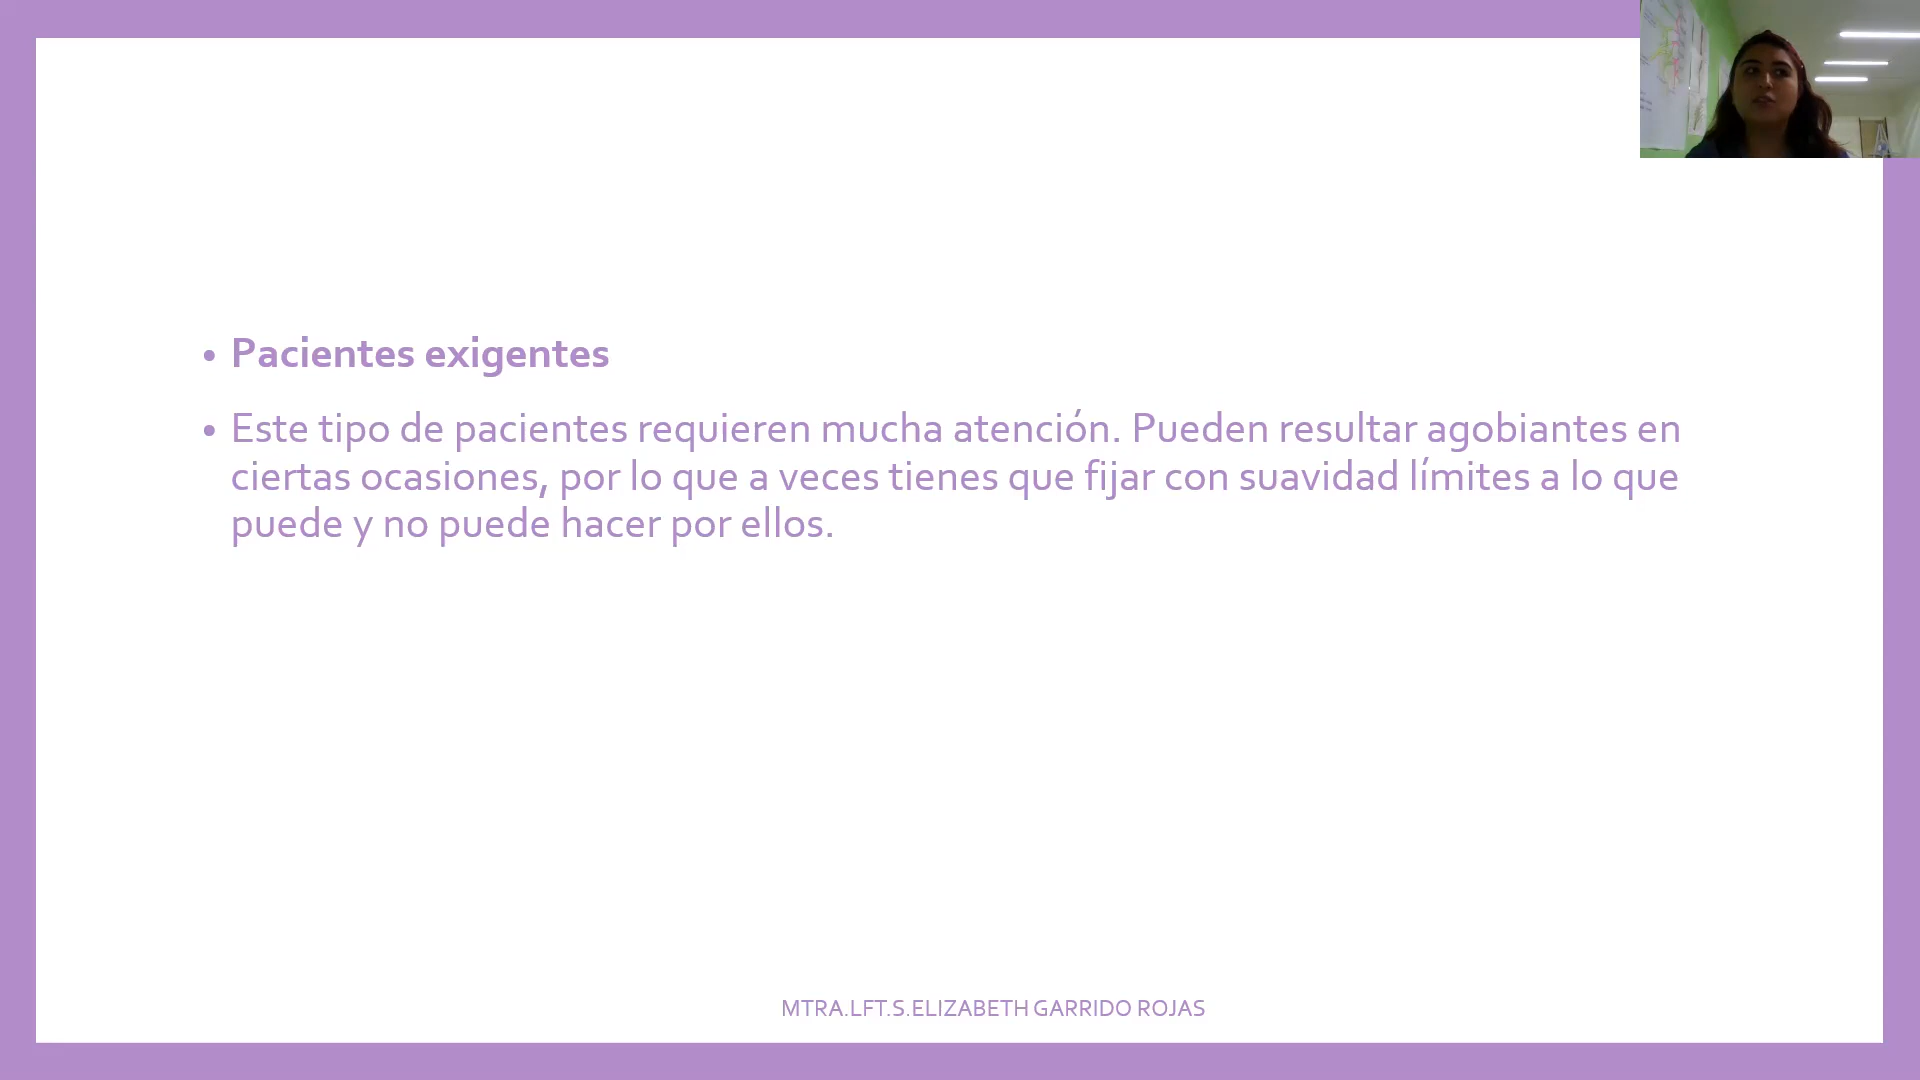 • Pacientes exigentes
• Este tipo de pacientes requieren mucha atención. Pueden resultar agobiantes en
ciertas ocasiones, por lo que a veces tienes que fijar con suavidad límites a lo que
puede y no puede hacer por ellos.
MTRA.LFT.S.ELIZABETH GARRIDO ROJAS